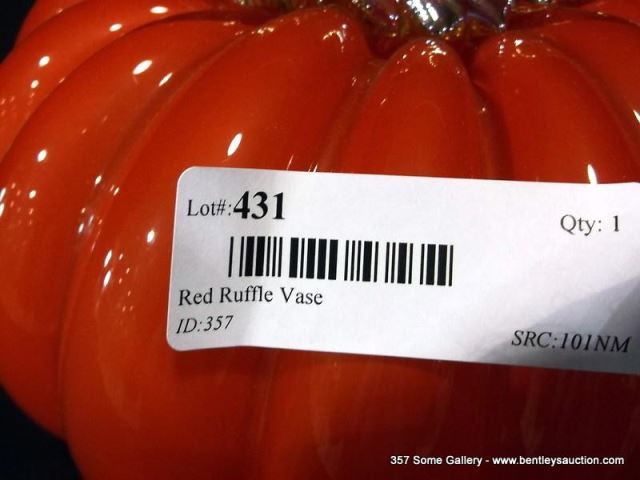 Lot#:431
Qty: 1
Red Ruffle Vase
ID:357
SRC:101NM
357 Some Gallery - www.bentleysauction.com